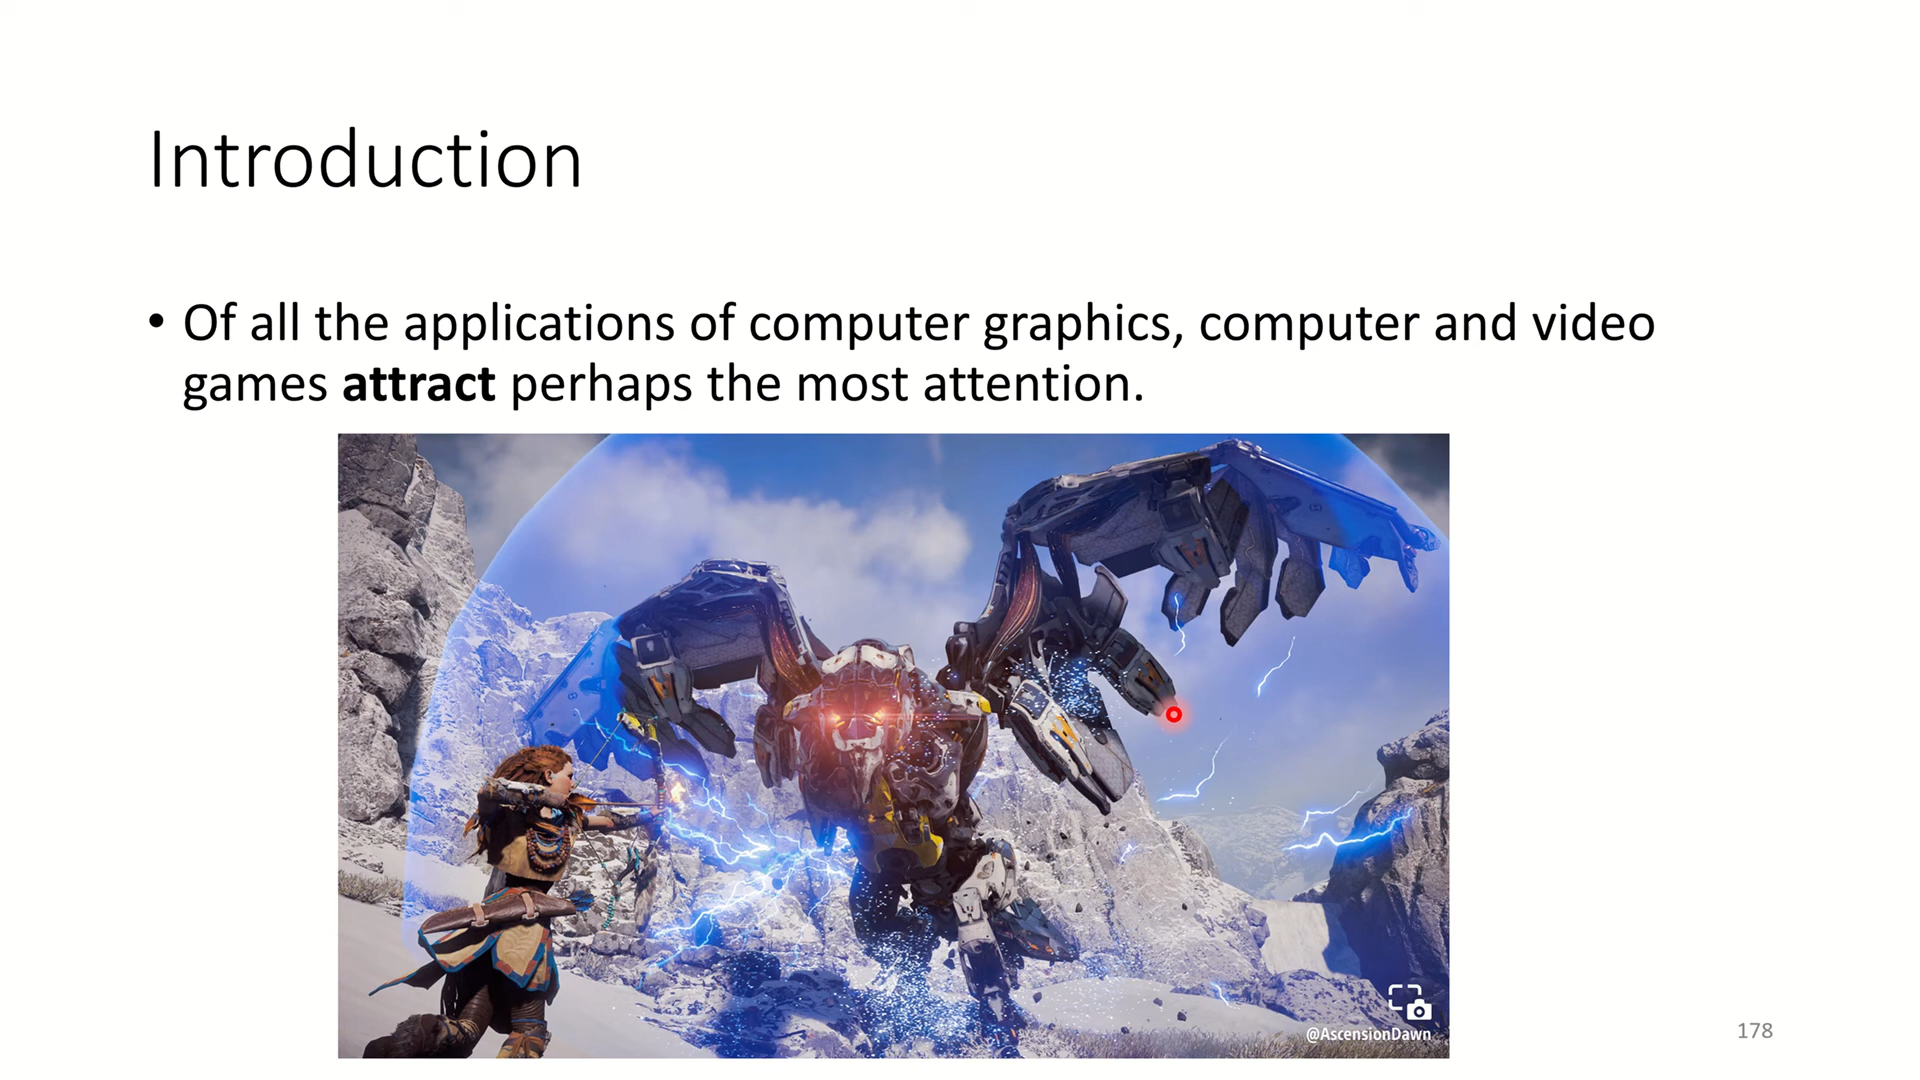 Introduction
• Of all the applications of computer graphics, computer and video
games attract perhaps the most attention.
@AscensionDawn
178